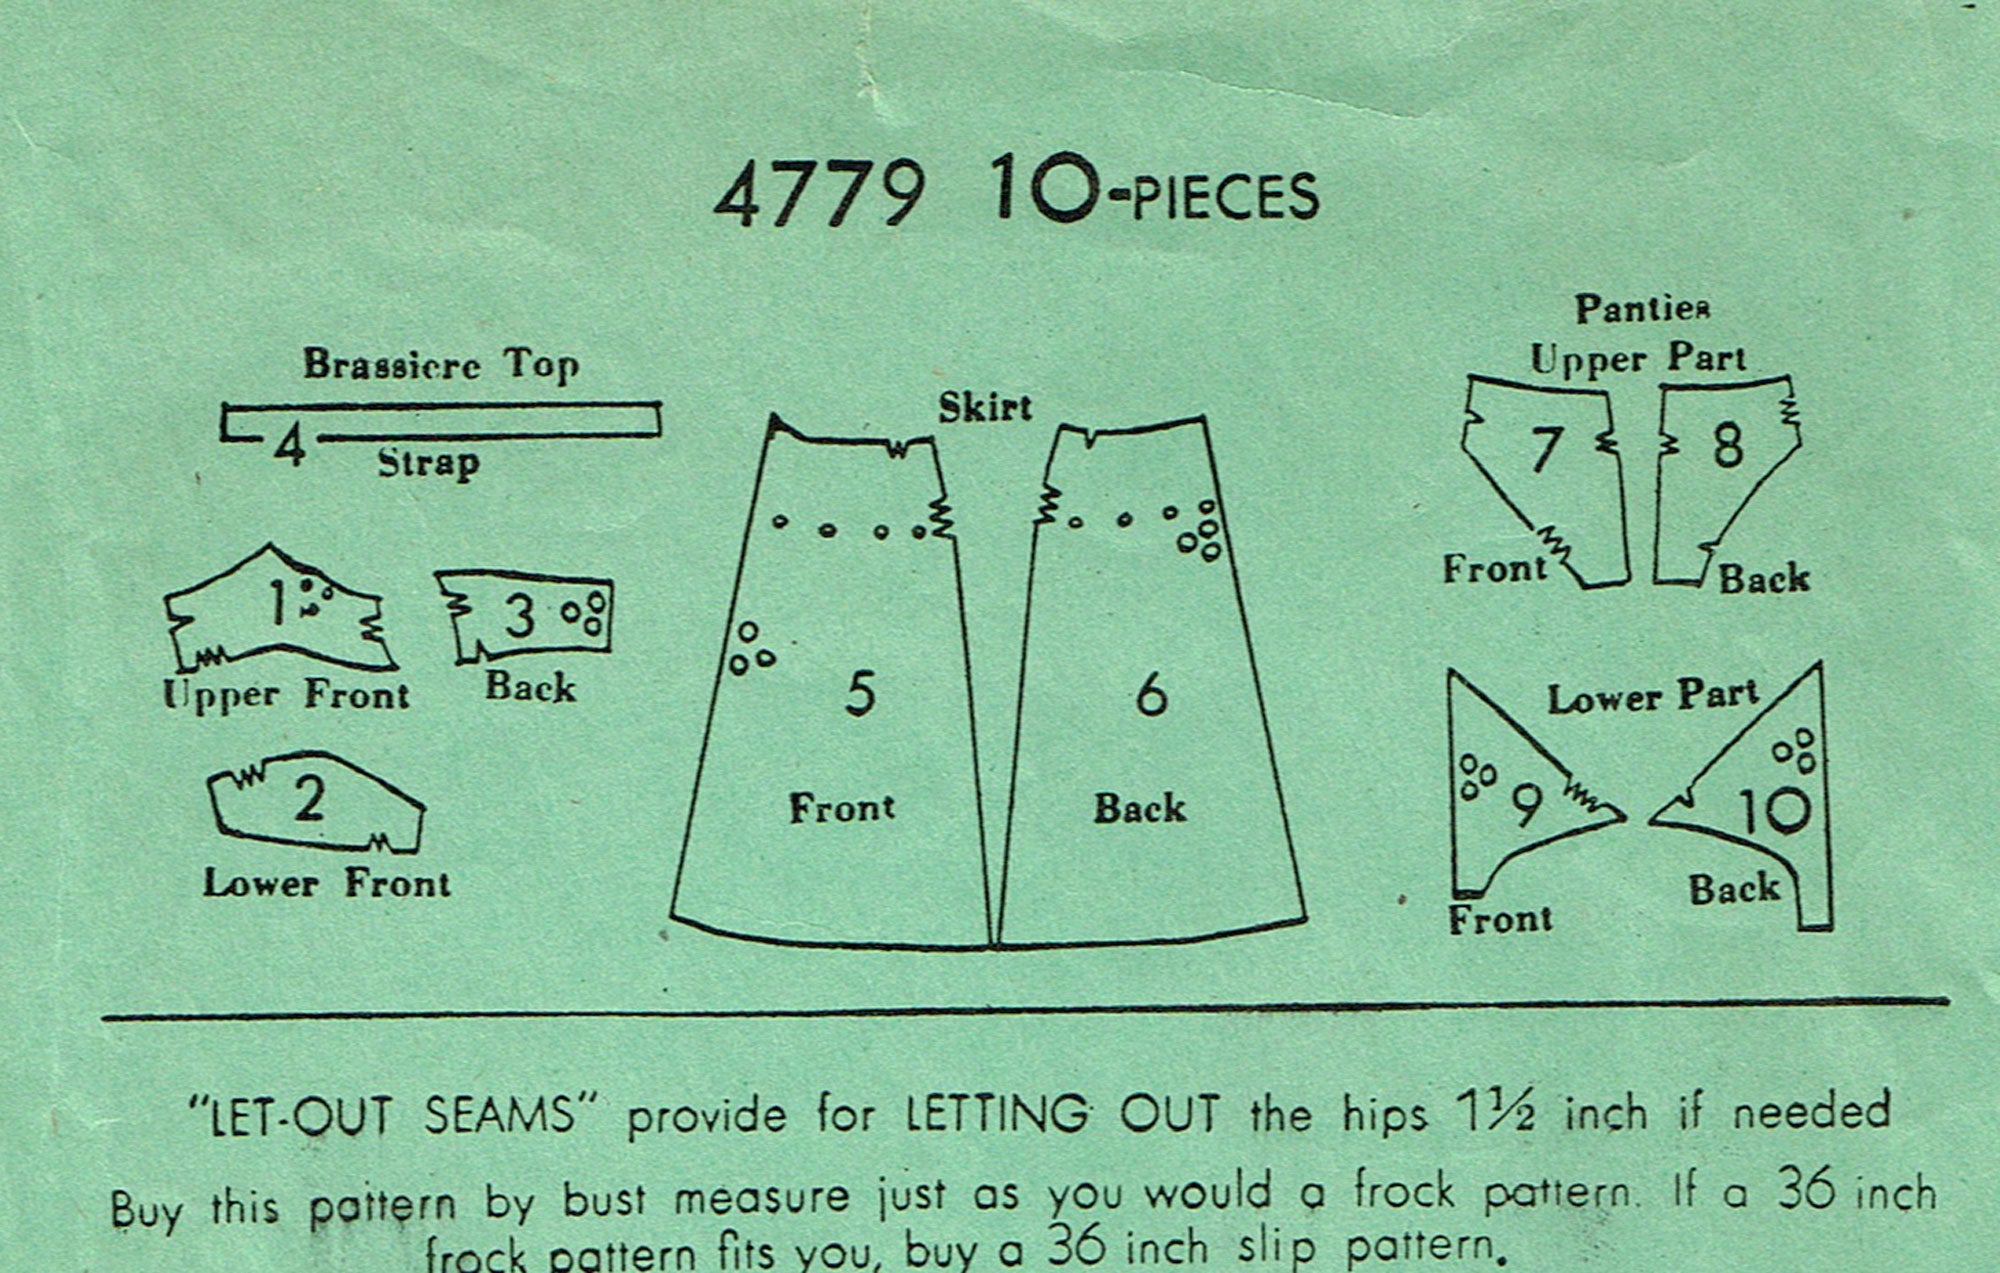 4779 10-PIECES
Brassiere Top
4
Strap
1
Upper Front
3
Back
2
Lower Front
Skirt
5
Front
6
Back
Panties
Upper Part
7
Front
8
Back
Lower Part
9
Front
10
Back
"LET-OUT SEAMS" provide for LETTING OUT the hips 1½ inch if needed
Buy this pattern by bust measure just as you would a frock pattern. If a 36 inch
frock pattern fits you, buy a 36 inch slip pattern.